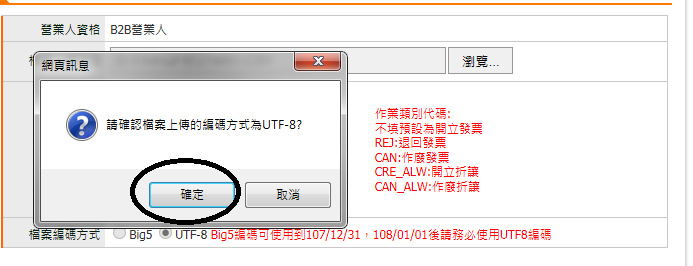 營業人資格 B2B營業人
網頁訊息
瀏覽...
請確認檔案上傳的編碼方式為UTF-8?
確定 取消
作業類別代碼:
不填預設為開立發票
REJ:退回發票
CAN:作廢發票
CRE_ALW:開立折讓
CAN_ALW:作廢折讓
檔案編碼方式 Big5 UTF-8 Big5編碼可使用到107/12/31，108/01/01後請務必使用UTF8編碼